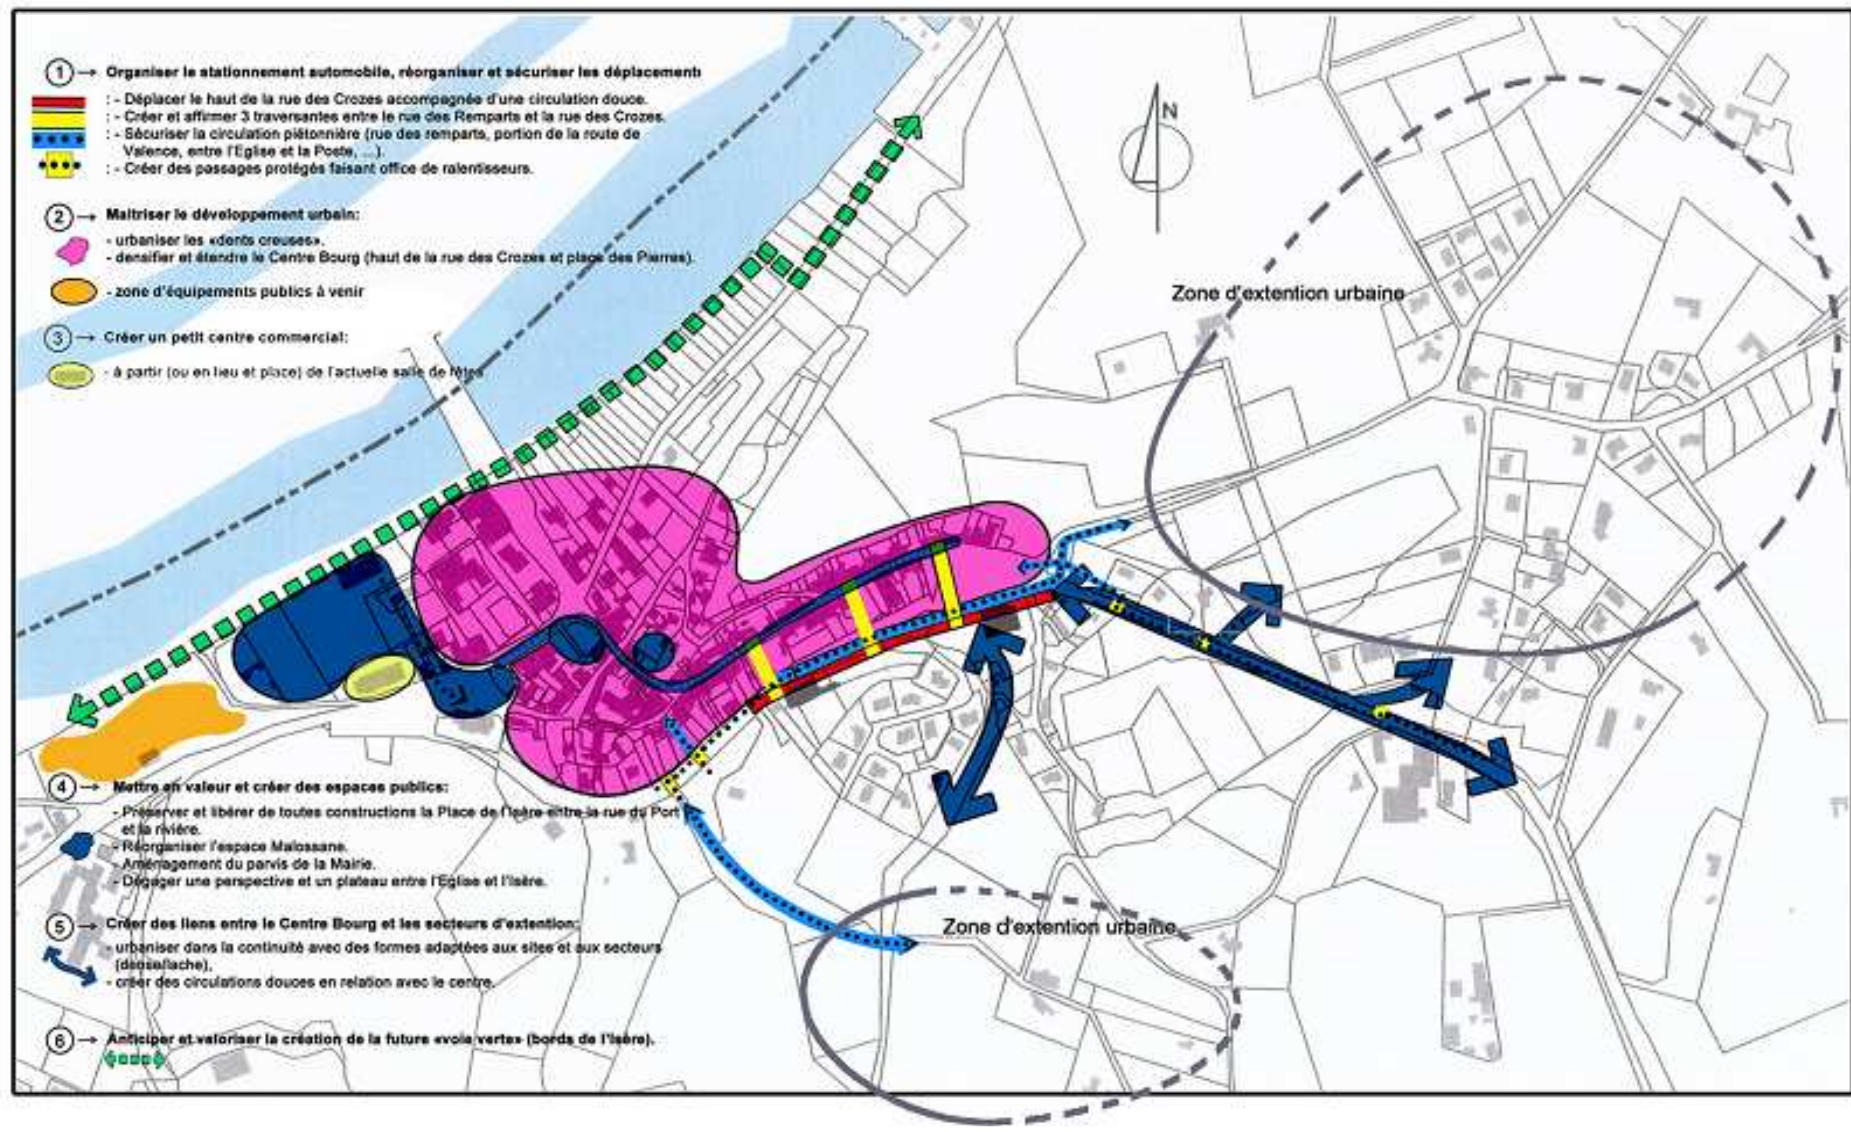 1 → Organiser le stationnement automobile, réorganiser et sécuriser les déplacements
: - Déplacer le haut de la rue des Crozes accompagnée d'une circulation douce.
: - Créer et affirmer 3 traversantes entre le rue des Remparts et la rue des Crozes.
: - Sécuriser la circulation piétonnière (rue des remparts, portion de la route de
Valence, entre l'Eglise et la Poste, ...).
: - Créer des passages protégés faisant office de ralentisseurs.
2 → Maitriser le développement urbain:
- urbaniser les «dents creuses».
- densifier et étendre le Centre Bourg (haut de la rue des Crozes et place des Pierres).
- zone d'équipements publics à venir
3 → Créer un petit centre commercial:
- à partir (ou en lieu et place) de l'actuelle salle de fêtes
N
Zone d'extention urbaine
4 → Mettre en valeur et créer des espaces publics:
- Préserver et libérer de toutes constructions la Place de l'Isère entre la rue du Port
et la rivière.
- Réorganiser l'espace Malossane.
- Aménagement du parvis de la Mairie.
- Dégager une perspective et un plateau entre l'Eglise et l'Isère.
Zone d'extention urbaine
5 → Créer des liens entre le Centre Bourg et les secteurs d'extention:
- urbaniser dans la continuité avec des formes adaptées aux sites et aux secteurs
(dense/lache),
- créer des circulations douces en relation avec le centre.
6 → Anticiper et valoriser la création de la future «voie verte» (bords de l'Isère).